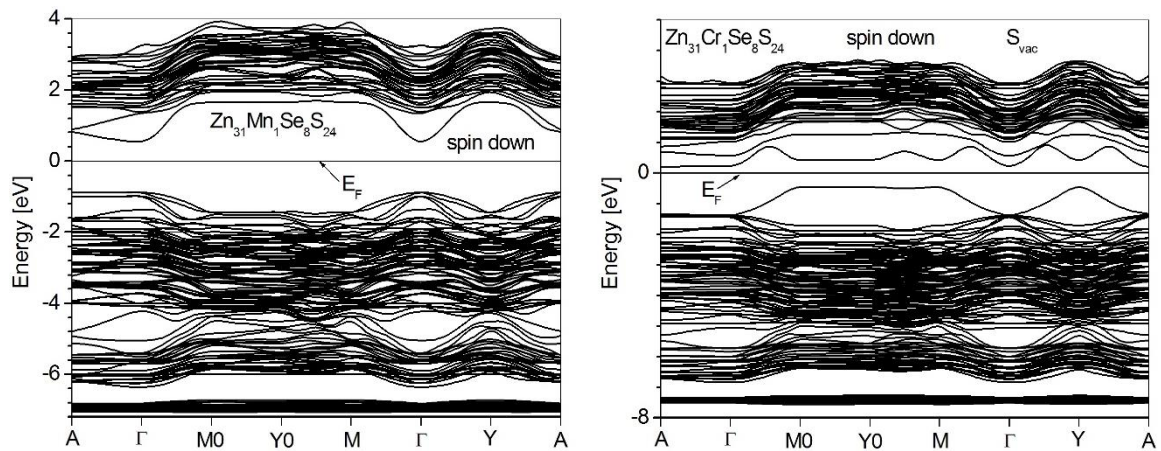 4
2
0
-2
-4
-6
Energy [eV]
Zn31Mn1Se8S24
spin down
EF
A Γ M0 Y0 M Γ Y A
Zn31Cr1Se8S24 spin down Svac
0
-8
Energy [eV]
EF
A Γ M0 Y0 M Γ Y A